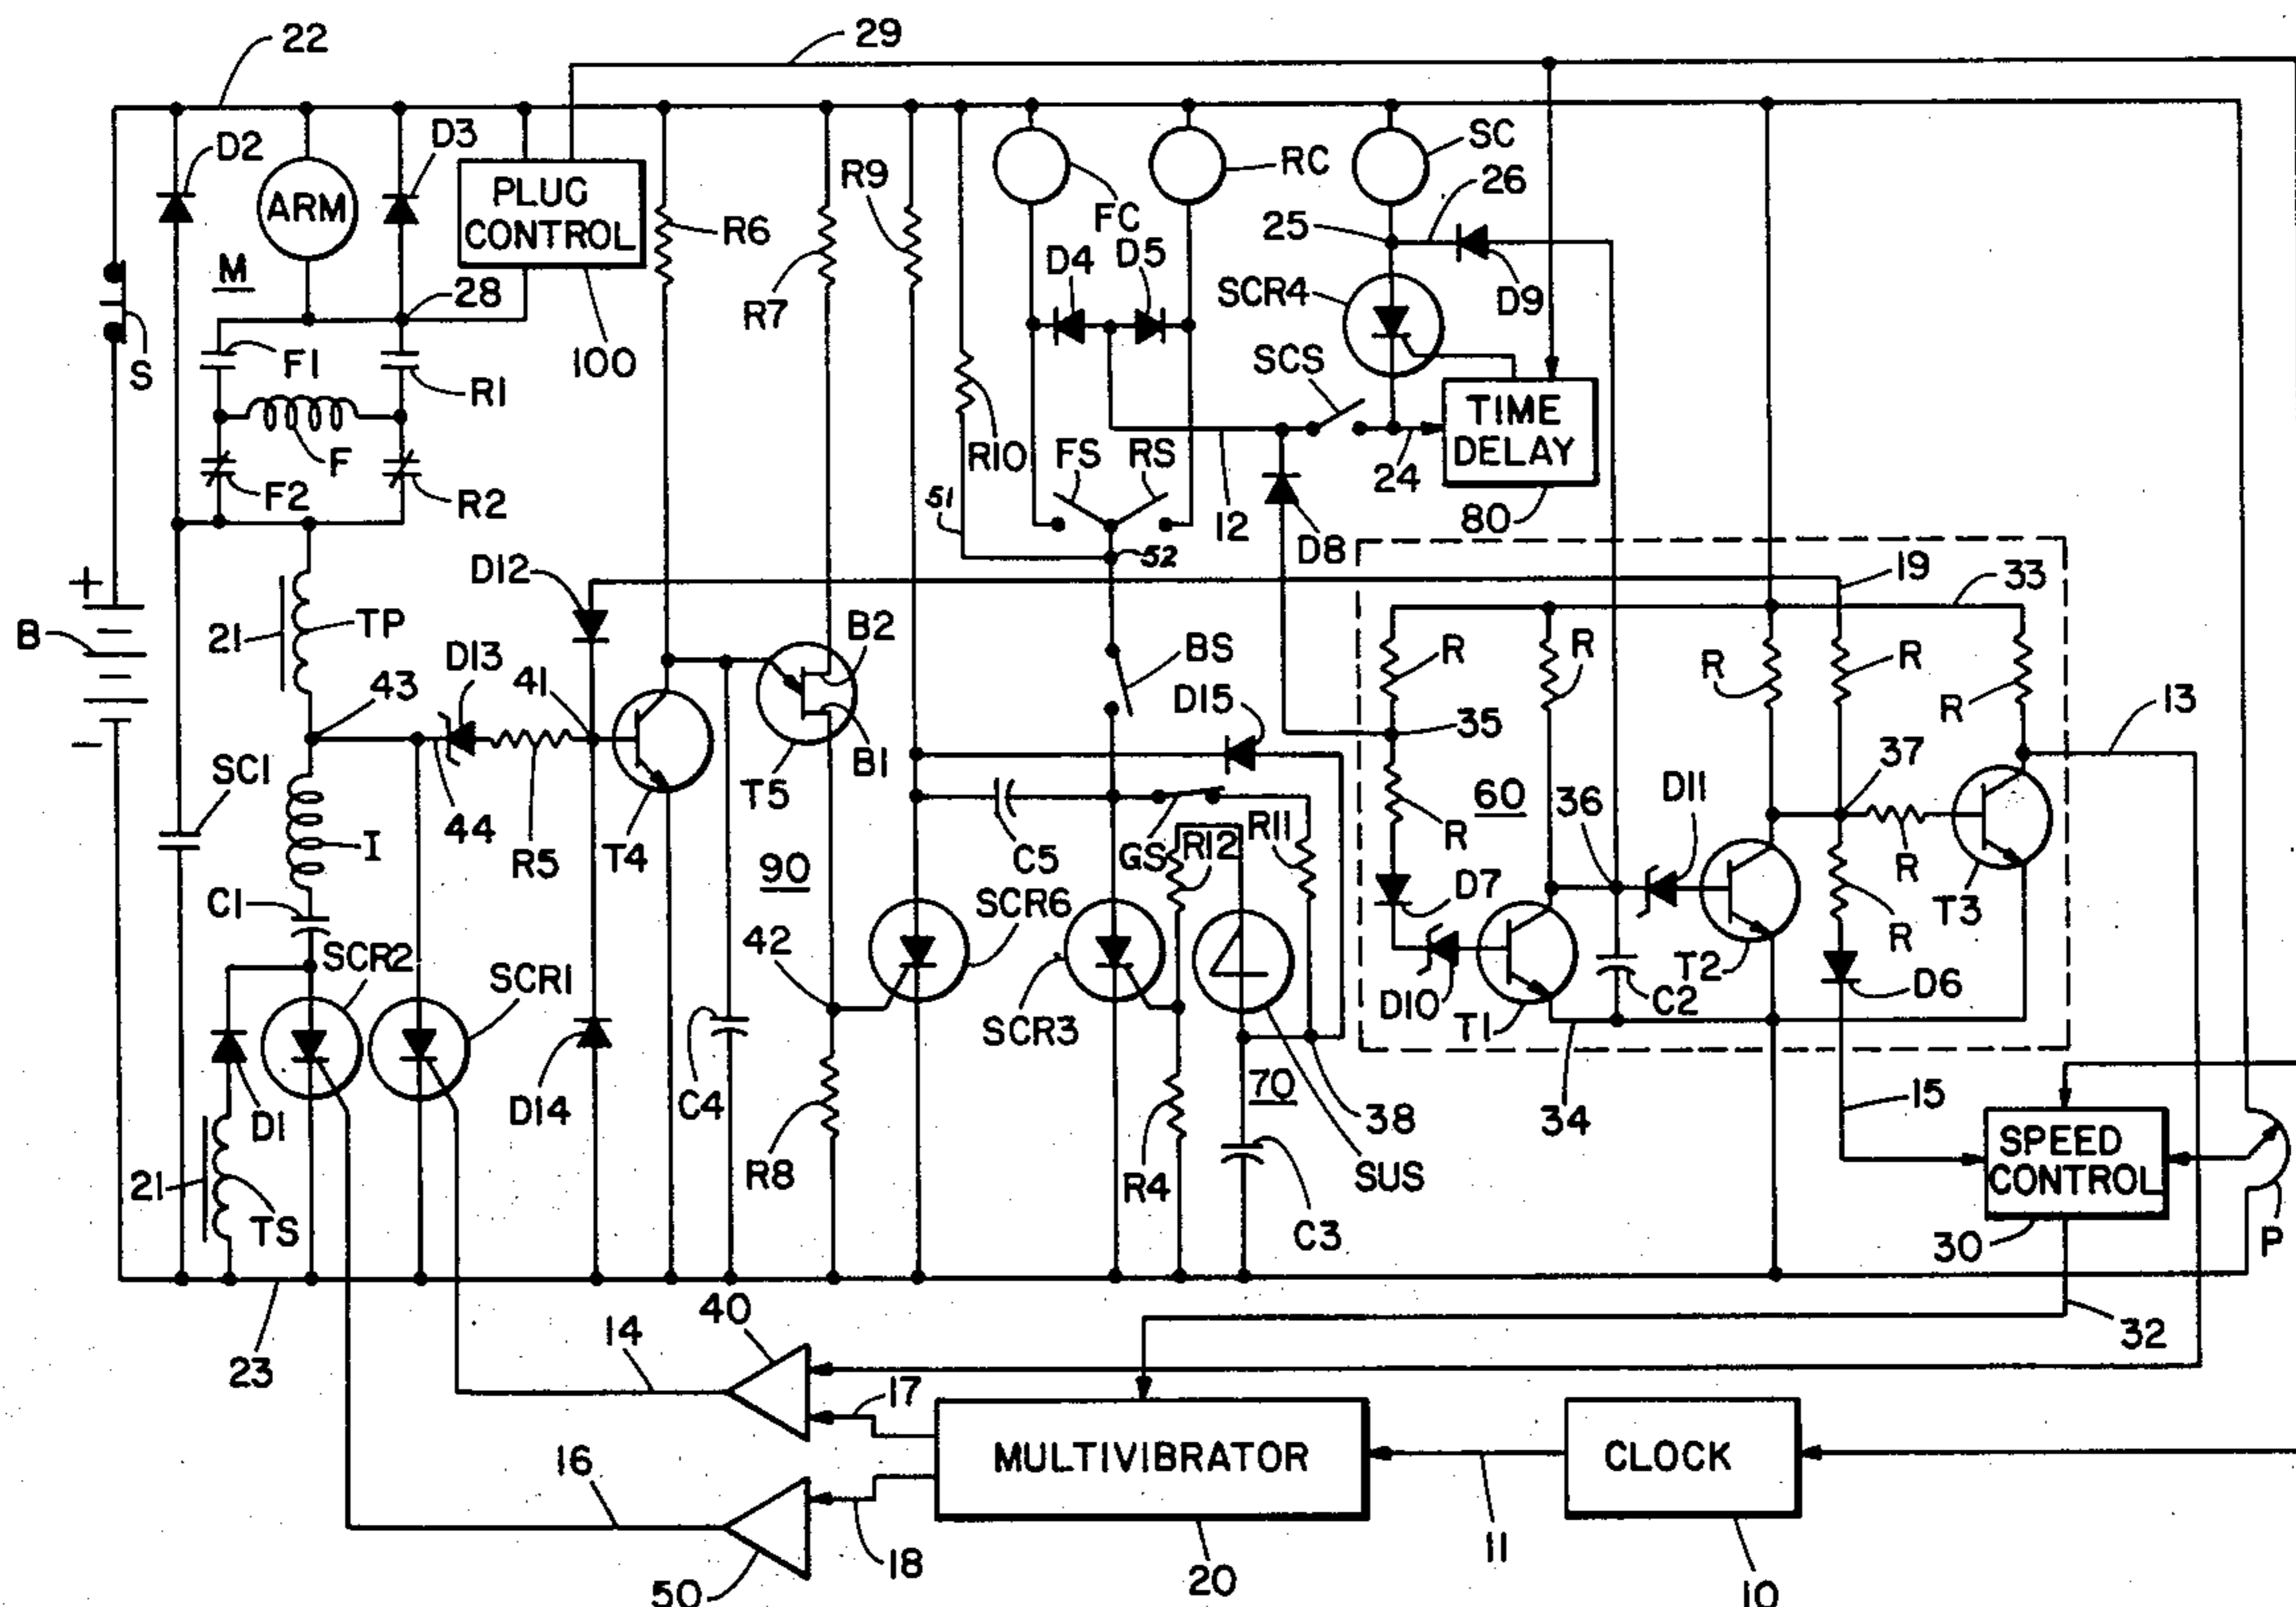 22
29
D2
D3
ARM
PLUG
CONTROL
R6
R9
FC
RC
SC
26
25
M
28
R7
D4
D5
SCR4
D9
S
F1
R1
100
SCS
TIME
DELAY
F
R10
FS
RS
24
F2
R2
51
12
80
52
D8
D12
19
33
+
B
TP
B2
BS
R
R
R
R
R
21
D13
43
41
D15
35
13
-
SC1
T5
B1
D11
37
44
R5
T4
C5
GS
R12
R11
60
36
R
I
90
R
C1
SCR2
SCR1
42
SCR6
D7
T2
R
T3
D10
T1
C2
D6
SCR3
D1
D14
C4
70
38
34
15
21
TS
R8
R4
SUS
SPEED
CONTROL
C3
30
P
23
14
40
32
17
16
MULTIVIBRATOR
CLOCK
50
18
20
11
10